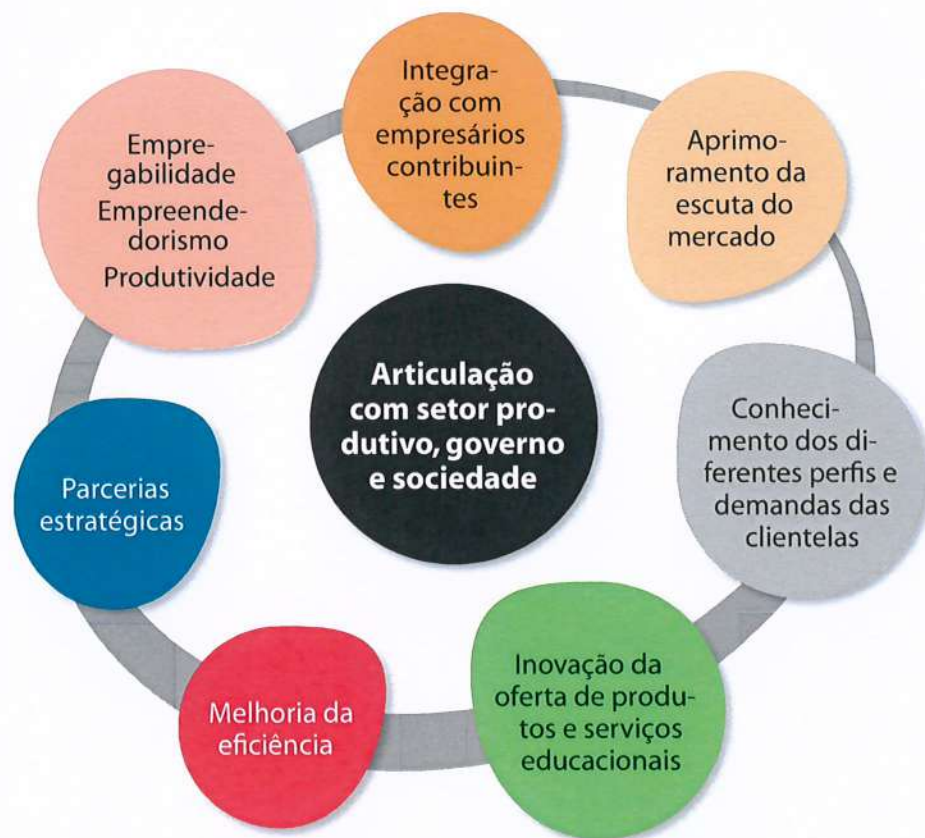 Integra-
ção com
empresários
contribuin-
tes
Aprimo-
ramento da
escuta do
mercado
Conheci-
mento dos di-
ferentes perfis e
demandas das
clientelas
Inovação da
oferta de produ-
tos e serviços
educacionais
Melhoria da
eficiência
Parcerias
estratégicas
Empre-
gabilidade
Empreende-
dorismo
Produtividade
Articulação
com setor pro-
dutivo, governo
e sociedade